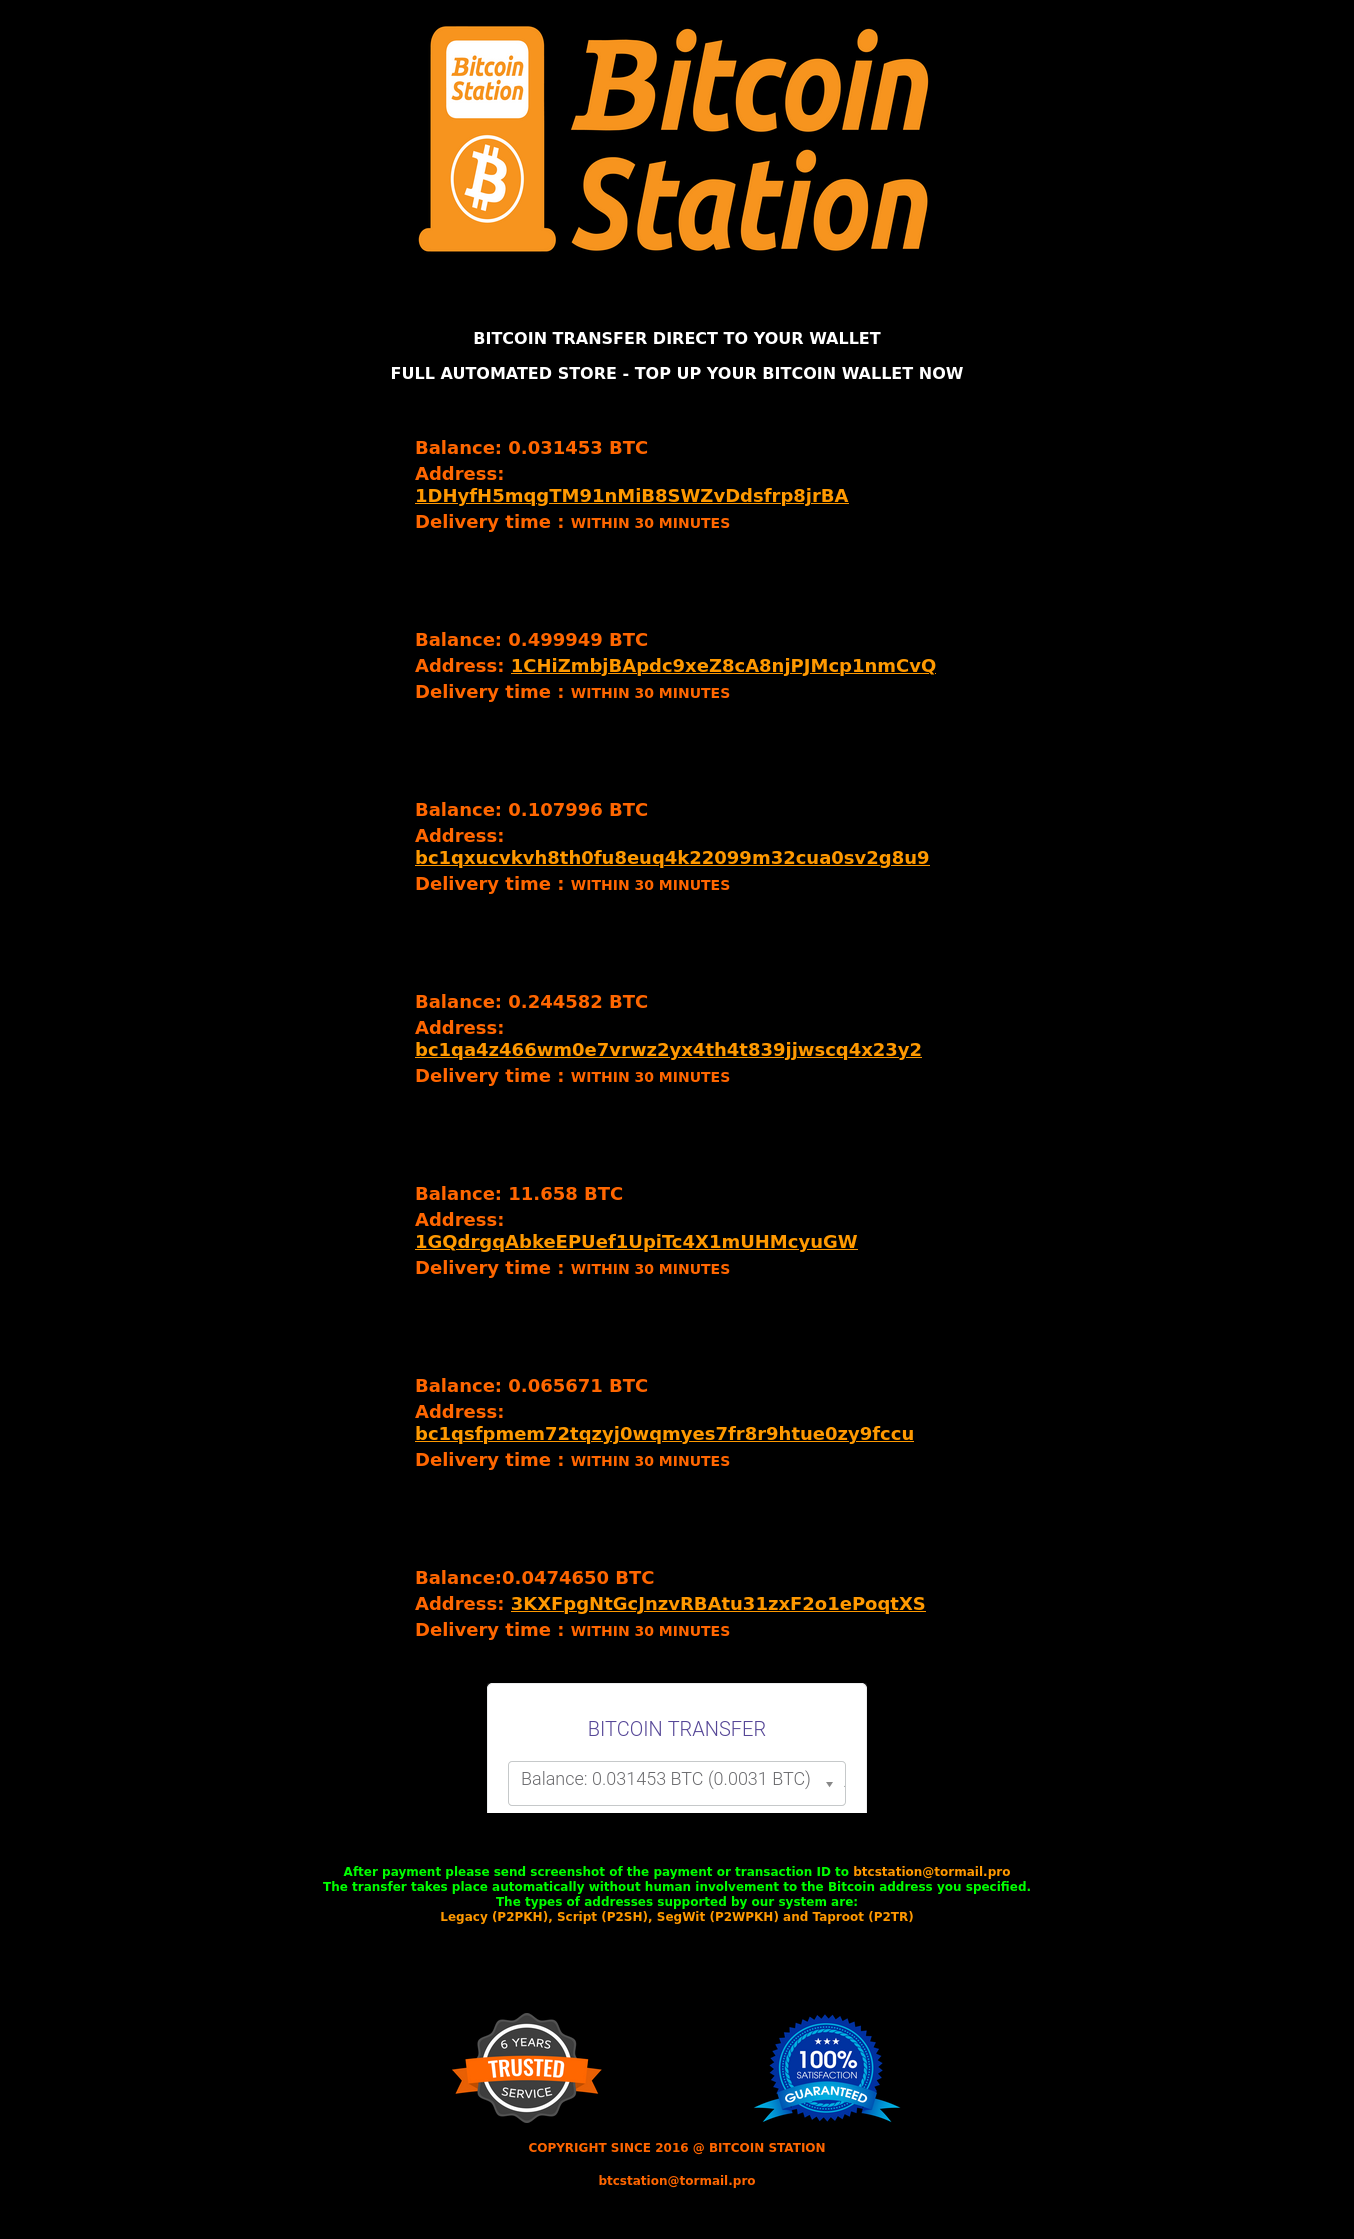 Bitcoin
Station
Bitcoin
Station
BITCOIN TRANSFER DIRECT TO YOUR WALLET
FULL AUTOMATED STORE - TOP UP YOUR BITCOIN WALLET NOW
Balance: 0.031453 BTC
Address:
1DHyfH5mqgTM91nMiB8SWZvDdsfrp8jrBA
Delivery time : WITHIN 30 MINUTES
Balance: 0.499949 BTC
Address: 1CHiZmbjBApdc9xeZ8cA8njPJMcp1nmCvQ
Delivery time : WITHIN 30 MINUTES
Balance: 0.107996 BTC
Address:
bc1qxucvkvh8th0fu8euq4k22099m32cua0sv2g8u9
Delivery time : WITHIN 30 MINUTES
Balance: 0.244582 BTC
Address:
bc1qa4z466wm0e7vrwz2yx4th4t839jjwscq4x23y2
Delivery time : WITHIN 30 MINUTES
Balance: 11.658 BTC
Address:
1GQdrgqAbkeEPUef1UpiTc4X1mUHMcyuGW
Delivery time : WITHIN 30 MINUTES
Balance: 0.065671 BTC
Address:
bc1qsfpmem72tqzyj0wqmyes7fr8r9htue0zy9fccu
Delivery time : WITHIN 30 MINUTES
Balance:0.0474650 BTC
Address: 3KXFpgNtGcJnzvRBAtu31zxF2o1ePoqtXS
Delivery time : WITHIN 30 MINUTES
BITCOIN TRANSFER
Balance: 0.031453 BTC (0.0031 BTC)
After payment please send screenshot of the payment or transaction ID to btcstation@tormail.pro
The transfer takes place automatically without human involvement to the Bitcoin address you specified.
The types of addresses supported by our system are:
Legacy (P2PKH), Script (P2SH), SegWit (P2WPKH) and Taproot (P2TR)
6 YEARS
TRUSTED
SERVICE
100%
SATISFACTION
GUARANTEED
COPYRIGHT SINCE 2016 @ BITCOIN STATION
btcstation@tormail.pro